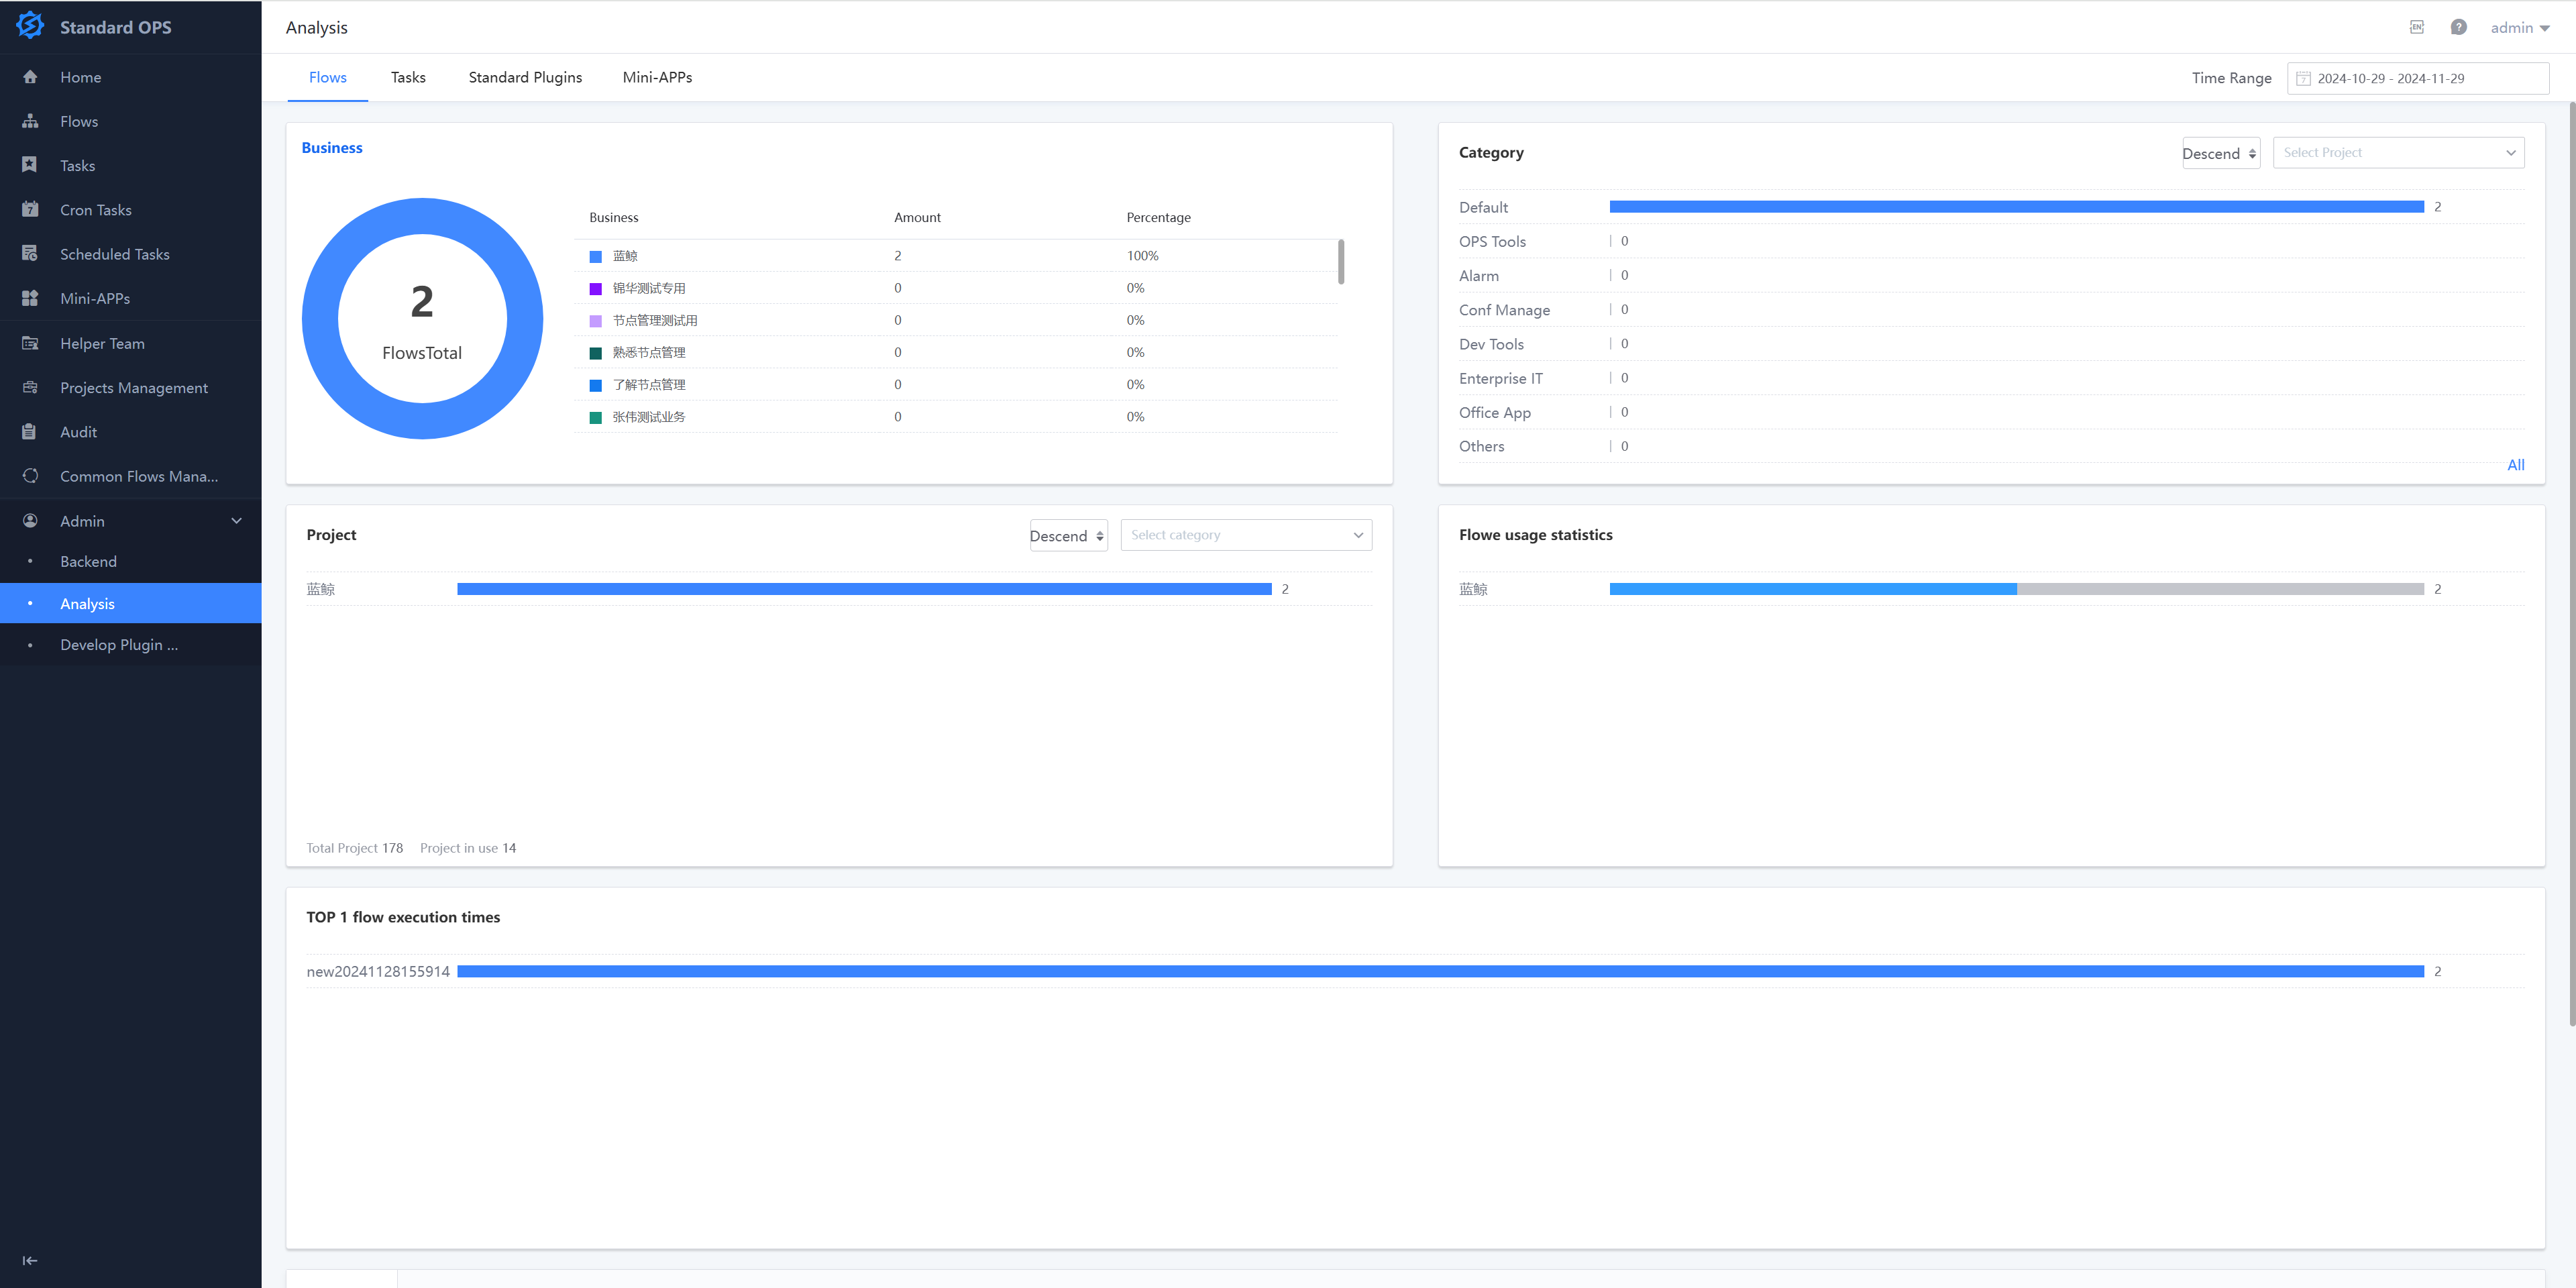 Standard OPS
Home
Flows
Tasks
Cron Tasks
Scheduled Tasks
Mini-APPs
Helper Team
Projects Management
Audit
Common Flows Mana...
Admin
Backend
Analysis
Develop Plugin ...
Analysis
EN
?
admin
Flows Tasks Standard Plugins Mini-APPs
Time Range 7 2024-10-29 - 2024-11-29
Business
2
FlowsTotal
Business Amount Percentage
蓝鲸 2 100%
锦华测试专用 0 0%
节点管理测试用 0 0%
熟悉节点管理 0 0%
了解节点管理 0 0%
张伟测试业务 0 0%
Category Descend Select Project
Default 2
OPS Tools 0
Alarm 0
Conf Manage 0
Dev Tools 0
Enterprise IT 0
Office App 0
Others 0
All
Project Descend Select category
蓝鲸 2
Total Project 178 Project in use 14
Flowe usage statistics
蓝鲸 2
TOP 1 flow execution times
new20241128155914 2